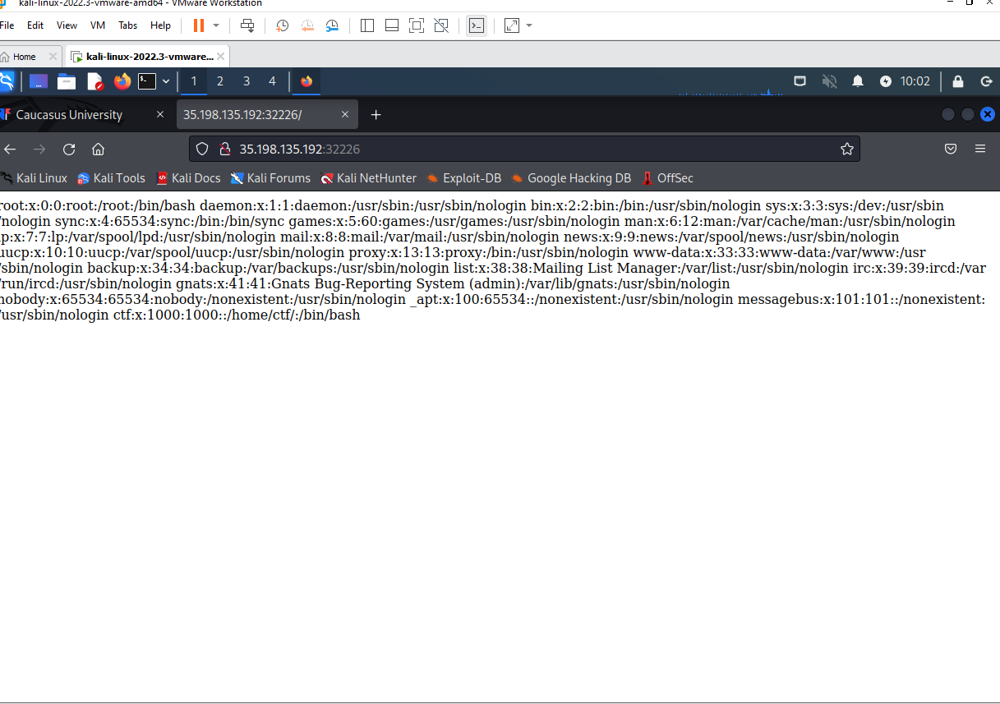 kali-linux-2022.3-vmware-amd64 - VMware Workstation
File Edit View VM Tabs Help
Home kali-linux-2022.3-vmware...
1 2 3 4 10:02
Caucasus University 35.198.135.192:32226/
35.198.135.192:32226
Kali Linux Kali Tools Kali Docs Kali Forums Kali NetHunter Exploit-DB Google Hacking DB OffSec
root:x:0:0:root:/root:/bin/bash daemon:x:1:1:daemon:/usr/sbin:/usr/sbin/nologin bin:x:2:2:bin:/bin:/usr/sbin/nologin sys:x:3:3:sys:/dev:/usr/sbin
/nologin sync:x:4:65534:sync:/bin:/bin/sync games:x:5:60:games:/usr/games:/usr/sbin/nologin man:x:6:12:man:/var/cache/man:/usr/sbin/nologin
lp:x:7:7:lp:/var/spool/lpd:/usr/sbin/nologin mail:x:8:8:mail:/var/mail:/usr/sbin/nologin news:x:9:9:news:/var/spool/news:/usr/sbin/nologin
uucp:x:10:10:uucp:/var/spool/uucp:/usr/sbin/nologin proxy:x:13:13:proxy:/bin:/usr/sbin/nologin www-data:x:33:33:www-data:/var/www:/usr
/sbin/nologin backup:x:34:34:backup:/var/backups:/usr/sbin/nologin list:x:38:38:Mailing List Manager:/var/list:/usr/sbin/nologin irc:x:39:39:ircd:/var
/run/ircd:/usr/sbin/nologin gnats:x:41:41:Gnats Bug-Reporting System (admin):/var/lib/gnats:/usr/sbin/nologin
nobody:x:65534:65534:nobody:/nonexistent:/usr/sbin/nologin _apt:x:100:65534::/nonexistent:/usr/sbin/nologin messagebus:x:101:101::/nonexistent:
/usr/sbin/nologin ctf:x:1000:1000::/home/ctf/:/bin/bash